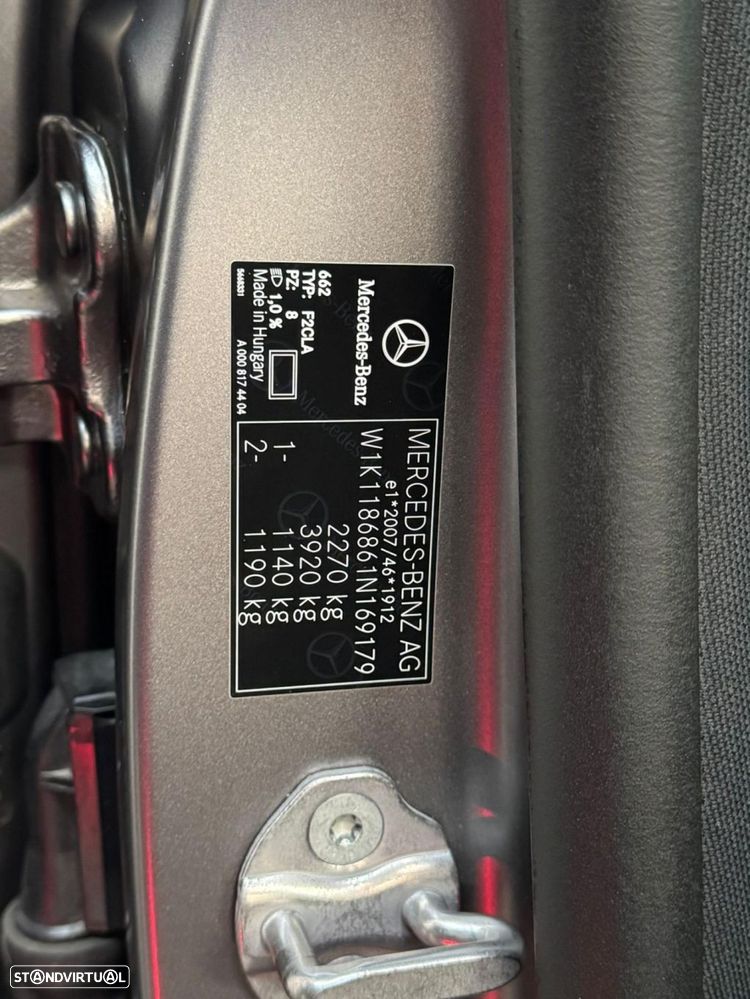 Mercedes-Benz
662
TYP: F2CLA
PZ: 8
1,0 %
Made in Hungary
5668331
A 000 817 44 04
MERCEDES-BENZ AG
e1*2007/46*1912
W1K1186861N169179
2270 kg
3920 kg
1- 1140 kg
2- 1190 kg
STANDVIRTUAL